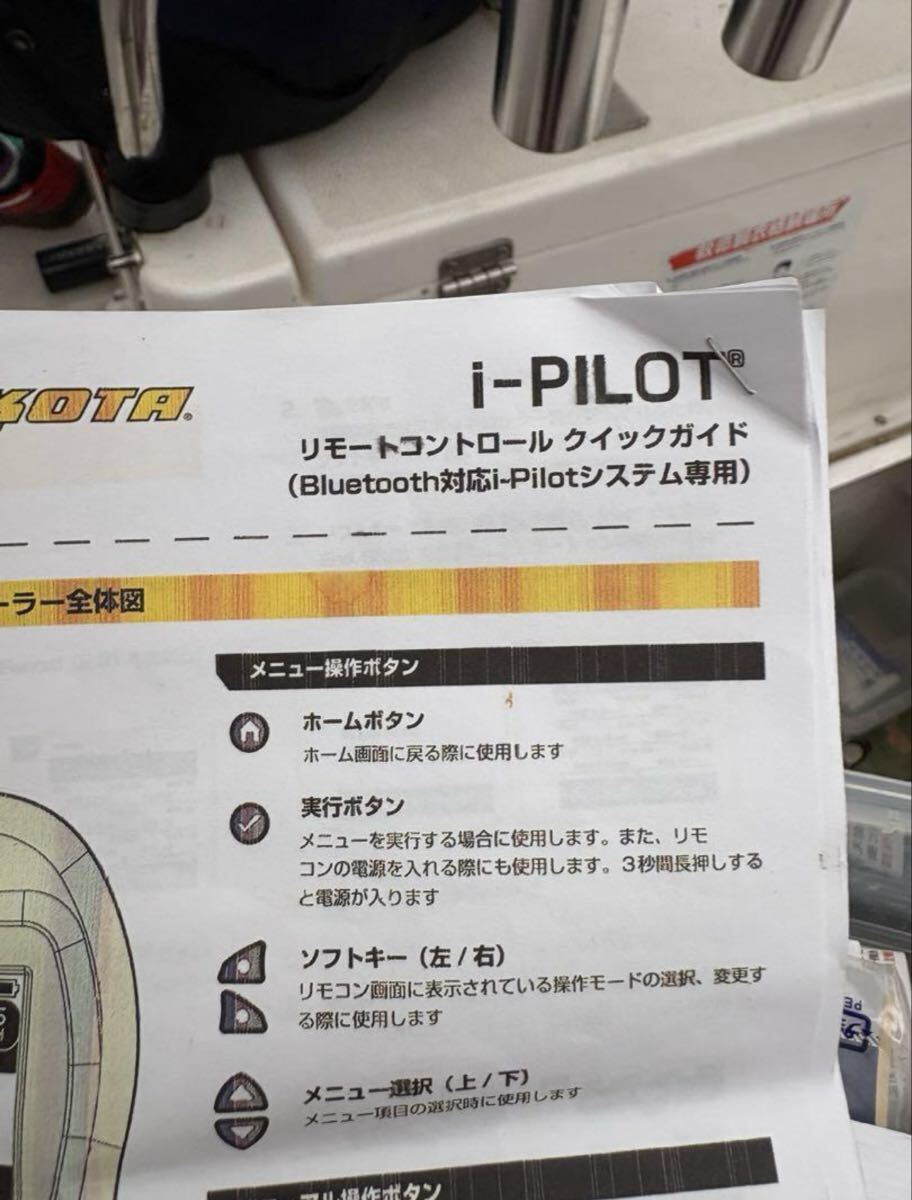 KOTA®
i-PILOT®
リモートコントロール クイックガイド
(Bluetooth対応i-Pilotシステム専用)
ーラー全体図
メニュー操作ボタン
ホームボタン
ホーム画面に戻る際に使用します
実行ボタン
メニューを実行する場合に使用します。また、リモ
コンの電源を入れる際にも使用します。3秒間長押しする
と電源が入ります
ソフトキー(左/右)
リモコン画面に表示されている操作モードの選択、変更す
る際に使用します
メニュー選択(上/下)
メニュー項目の選択時に使用します
アル操作ボタン
PE